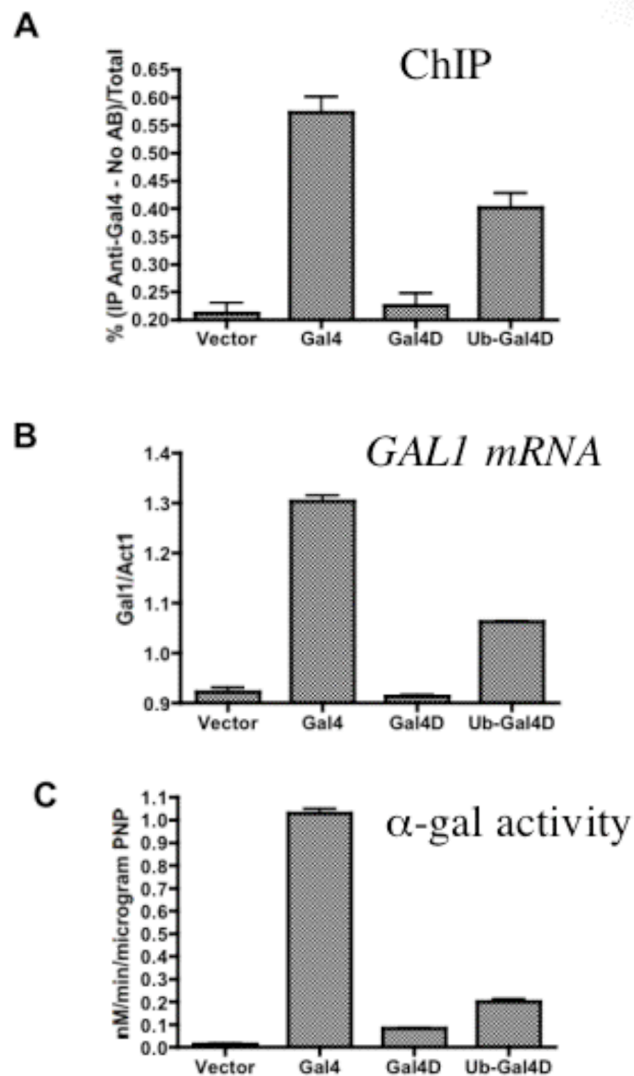 A
ChIP
% (IP Anti-Gal4 - No AB)/Total
0.65
0.60
0.55
0.50
0.45
0.40
0.35
0.30
0.25
0.20
Vector Gal4 Gal4D Ub-Gal4D
B
GAL1 mRNA
Gal1/Act1
1.4
1.3
1.2
1.1
1.0
0.9
Vector Gal4 Gal4D Ub-Gal4D
C
α-gal activity
nM/min/microgram PNP
1.1
1.0
0.9
0.8
0.7
0.6
0.5
0.4
0.3
0.2
0.1
0.0
Vector Gal4 Gal4D Ub-Gal4D